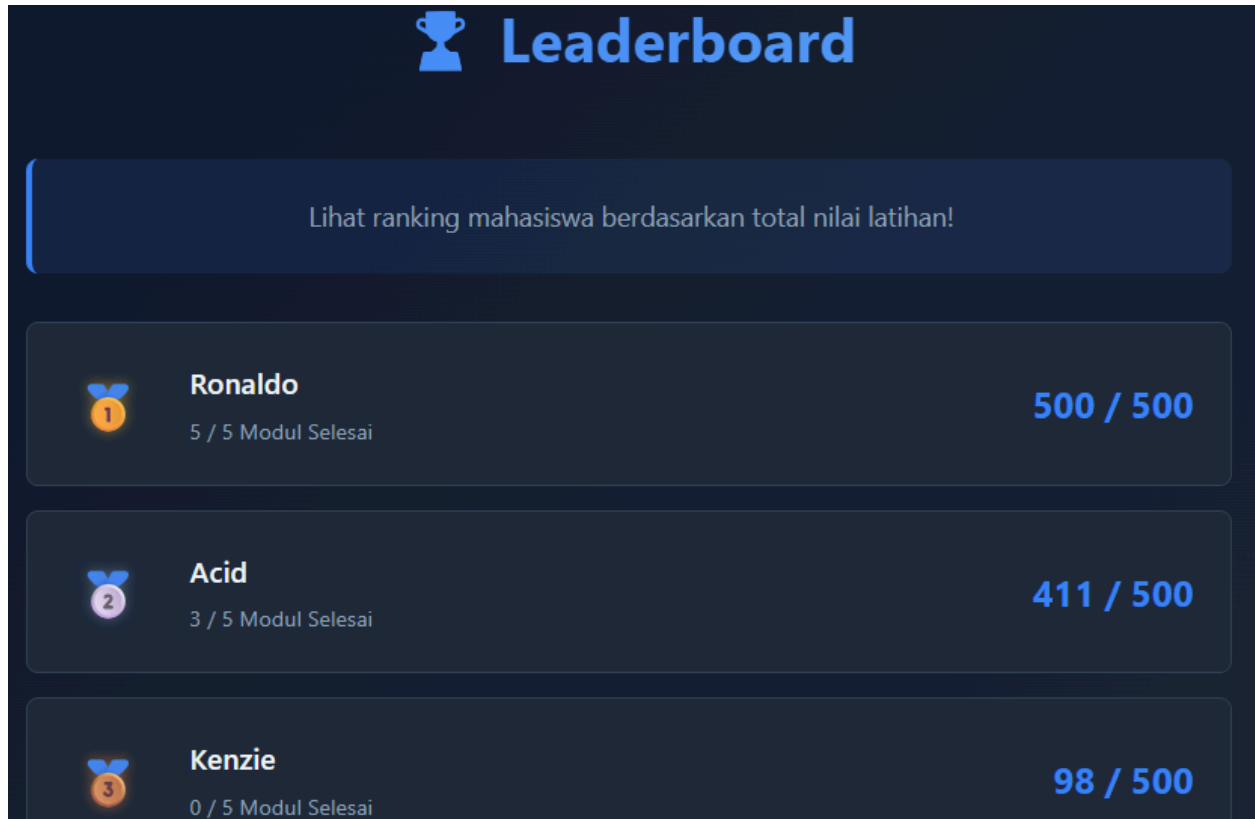 Leaderboard
Lihat ranking mahasiswa berdasarkan total nilai latihan!
1
Ronaldo
5 / 5 Modul Selesai
500 / 500
2
Acid
3 / 5 Modul Selesai
411 / 500
3
Kenzie
0 / 5 Modul Selesai
98 / 500